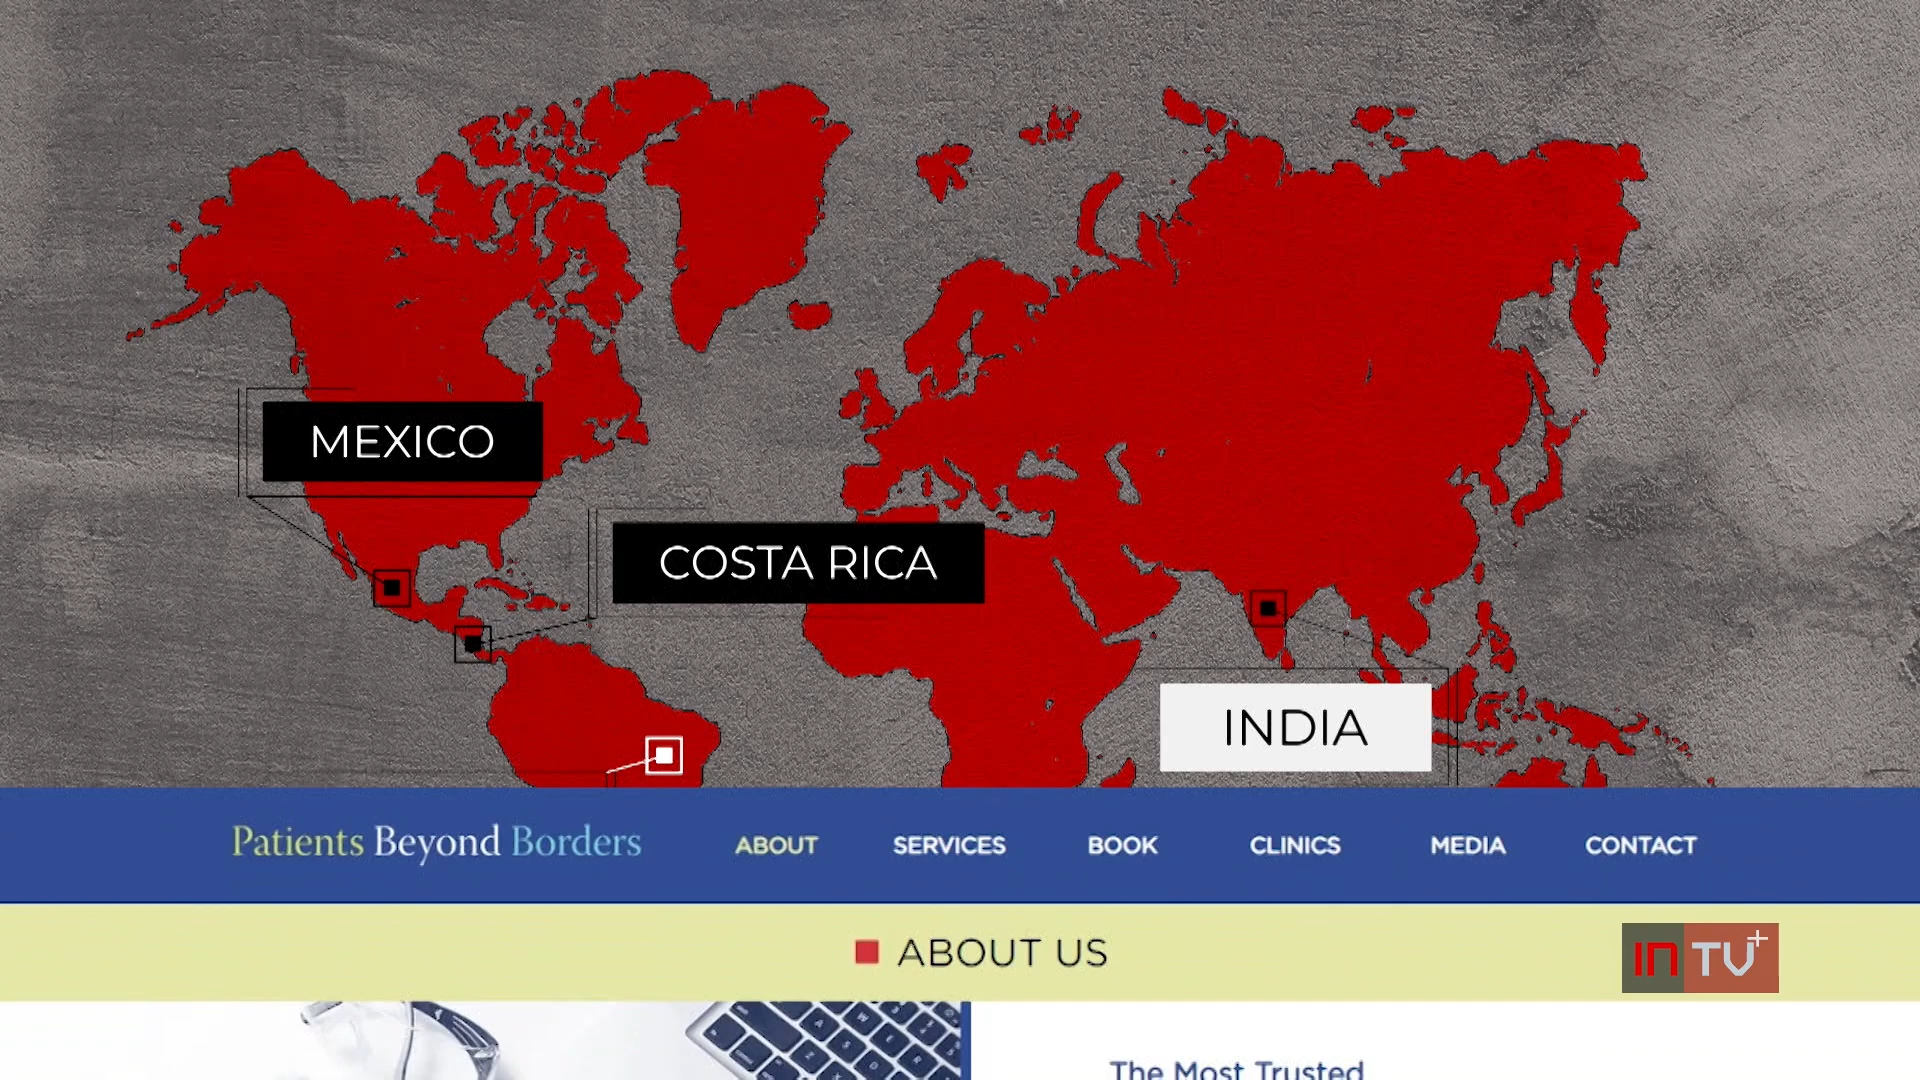 MEXICO
COSTA RICA
INDIA
Patients Beyond Borders
ABOUT
SERVICES
BOOK
CLINICS
MEDIA
CONTACT
ABOUT US
INTV+
The Most Trusted